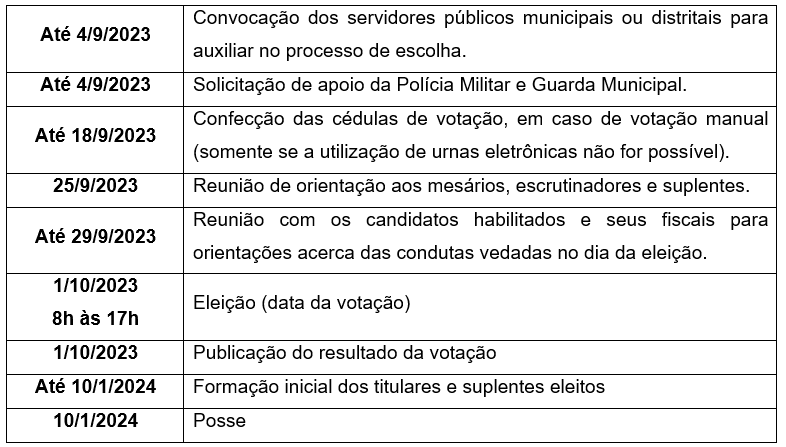 Até 4/9/2023
Convocação dos servidores públicos municipais ou distritais para
auxiliar no processo de escolha.
Até 4/9/2023
Solicitação de apoio da Polícia Militar e Guarda Municipal.
Até 18/9/2023
Confecção das cédulas de votação, em caso de votação manual
(somente se a utilização de urnas eletrônicas não for possível).
25/9/2023
Reunião de orientação aos mesários, escrutinadores e suplentes.
Até 29/9/2023
Reunião com os candidatos habilitados e seus fiscais para
orientações acerca das condutas vedadas no dia da eleição.
1/10/2023
8h às 17h
Eleição (data da votação)
1/10/2023
Publicação do resultado da votação
Até 10/1/2024
Formação inicial dos titulares e suplentes eleitos
10/1/2024
Posse